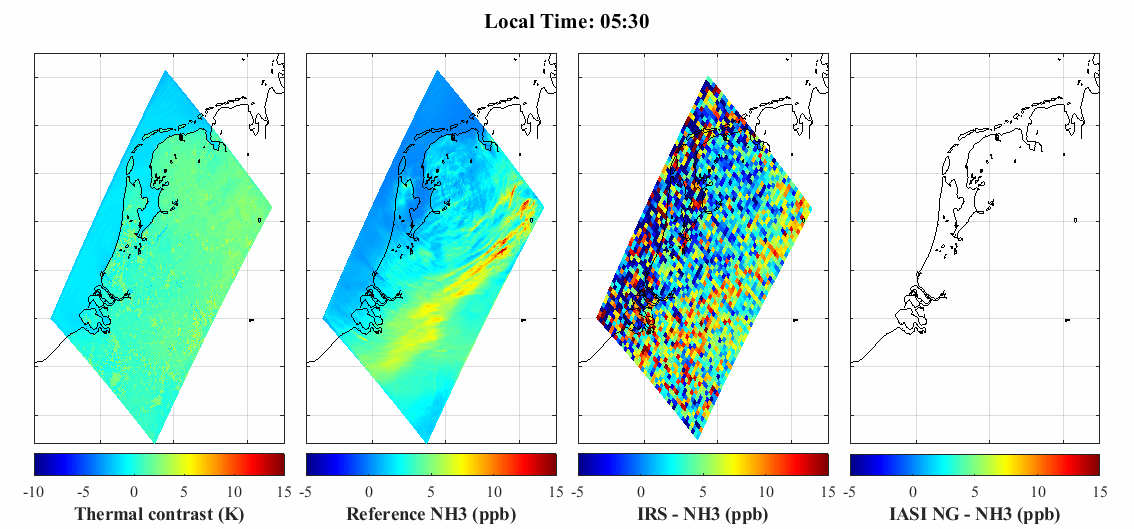 Local Time: 05:30
-10 -5 0 5 10 15
-5 0 5 10 15
-5 0 5 10 15
-5 0 5 10 15
Thermal contrast (K)
Reference NH3 (ppb)
IRS - NH3 (ppb)
IASI NG - NH3 (ppb)